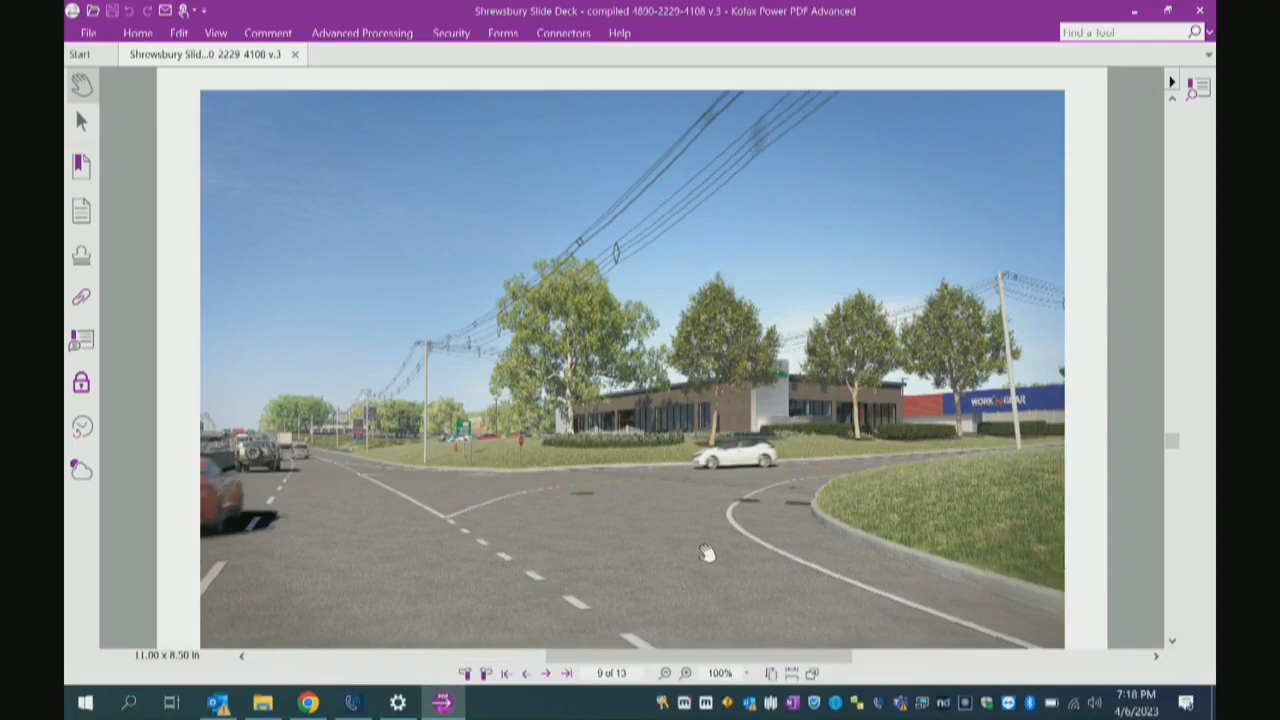 Shrewsbury Slide Deck - compiled 4890-2229-4108 v.3 - Kofax Power PDF Advanced
File Home Edit View Comment Advanced Processing Security Forms Connectors Help
Find a Tool
Start
Shrewsbury Slid...0 2229 4108 v.3
WORK'N GEAR
11.00 x 8.50 in
9 of 13
100%
7:18 PM
4/6/2023